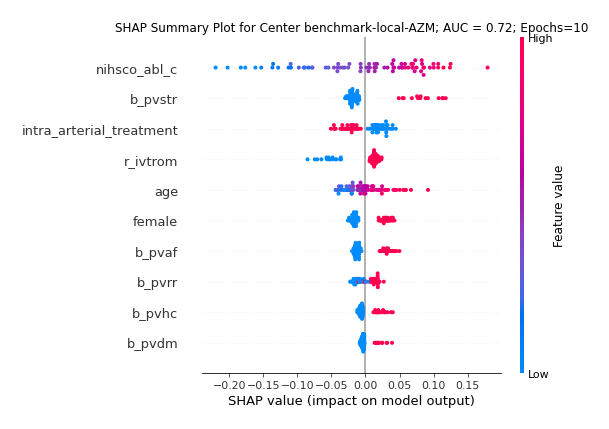 SHAP Summary Plot for Center benchmark-local-AZM; AUC = 0.72; Epochs=10
High
nihsco_abl_c
b_pvstr
intra_arterial_treatment
r_ivtrom
age
female
b_pvaf
b_pvrr
b_pvhc
b_pvdm
Feature value
Low
−0.20 −0.15 −0.10 −0.05 0.00 0.05 0.10 0.15
SHAP value (impact on model output)